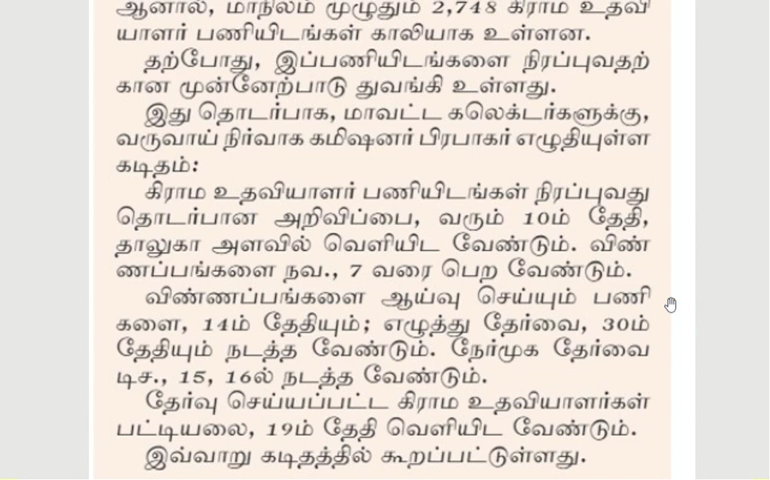 ஆனால், மாநிலம் முழுதும் 2,748 கிராம உதவி
யாளர் பணியிடங்கள் காலியாக உள்ளன.
தற்போது, இப்பணியிடங்களை நிரப்புவதற்
கான முன்னேற்பாடு துவங்கி உள்ளது.
இது தொடர்பாக, மாவட்ட கலெக்டர்களுக்கு,
வருவாய் நிர்வாக கமிஷனர் பிரபாகர் எழுதியுள்ள
கடிதம்:
கிராம உதவியாளர் பணியிடங்கள் நிரப்புவது
தொடர்பான அறிவிப்பை, வரும் 10ம் தேதி,
தாலுகா அளவில் வெளியிட வேண்டும். விண்
ணப்பங்களை நவ., 7 வரை பெற வேண்டும்.
விண்ணப்பங்களை ஆய்வு செய்யும் பணி
களை, 14ம் தேதியும்; எழுத்து தேர்வை, 30ம்
தேதியும் நடத்த வேண்டும். நேர்முக தேர்வை
டிச., 15, 16ல் நடத்த வேண்டும்.
தேர்வு செய்யப்பட்ட கிராம உதவியாளர்கள்
பட்டியலை, 19ம் தேதி வெளியிட வேண்டும்.
இவ்வாறு கடிதத்தில் கூறப்பட்டுள்ளது.